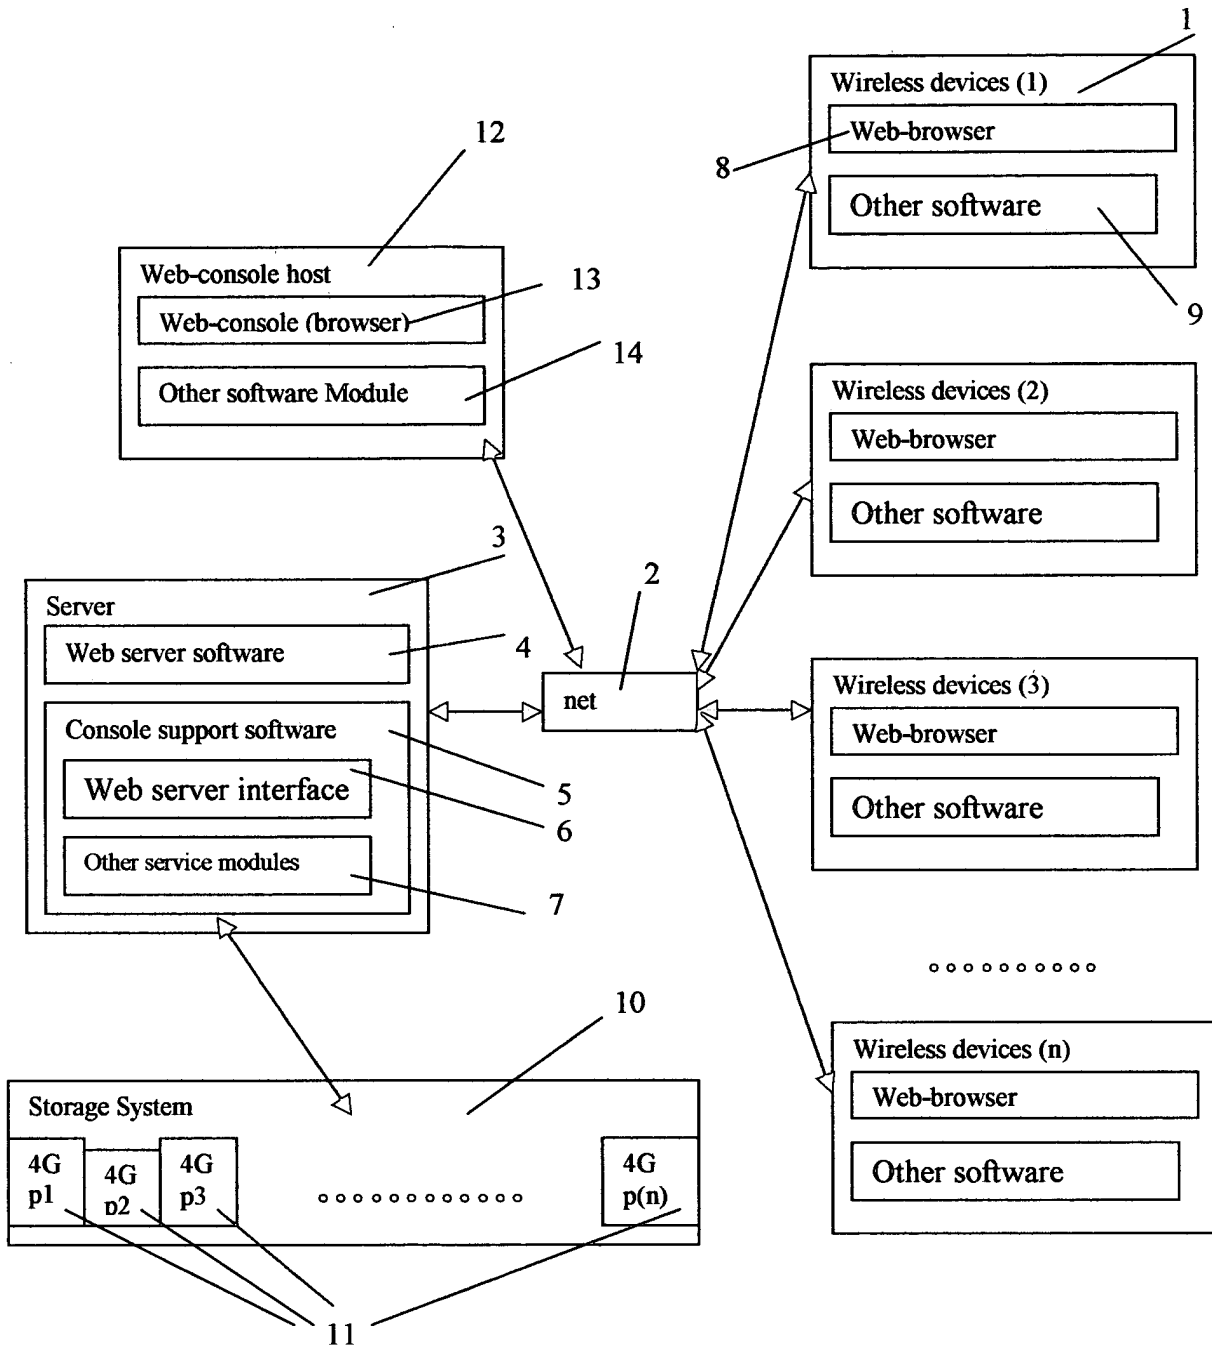 1
Wireless devices (1)
Web-browser
8
Other software
9
12
Web-console host
Web-console (browser)
13
Other software Module
14
Wireless devices (2)
Web-browser
Other software
3
Server
Web server software
4
Console support software
5
Web server interface
6
Other service modules
7
2
net
Wireless devices (3)
Web-browser
Other software
10
Storage System
4G
p1
4G
p2
4G
p3
4G
p(n)
11
Wireless devices (n)
Web-browser
Other software